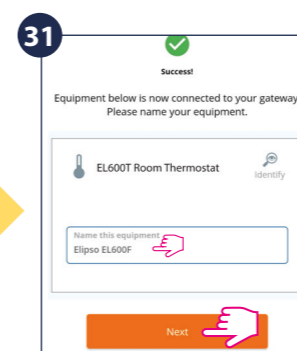 31
Success!
Equipment below is now connected to your gateway
Please name your equipment.
EL600T Room Thermostat
Identify
Name this equipment
Elipso EL600F
Next